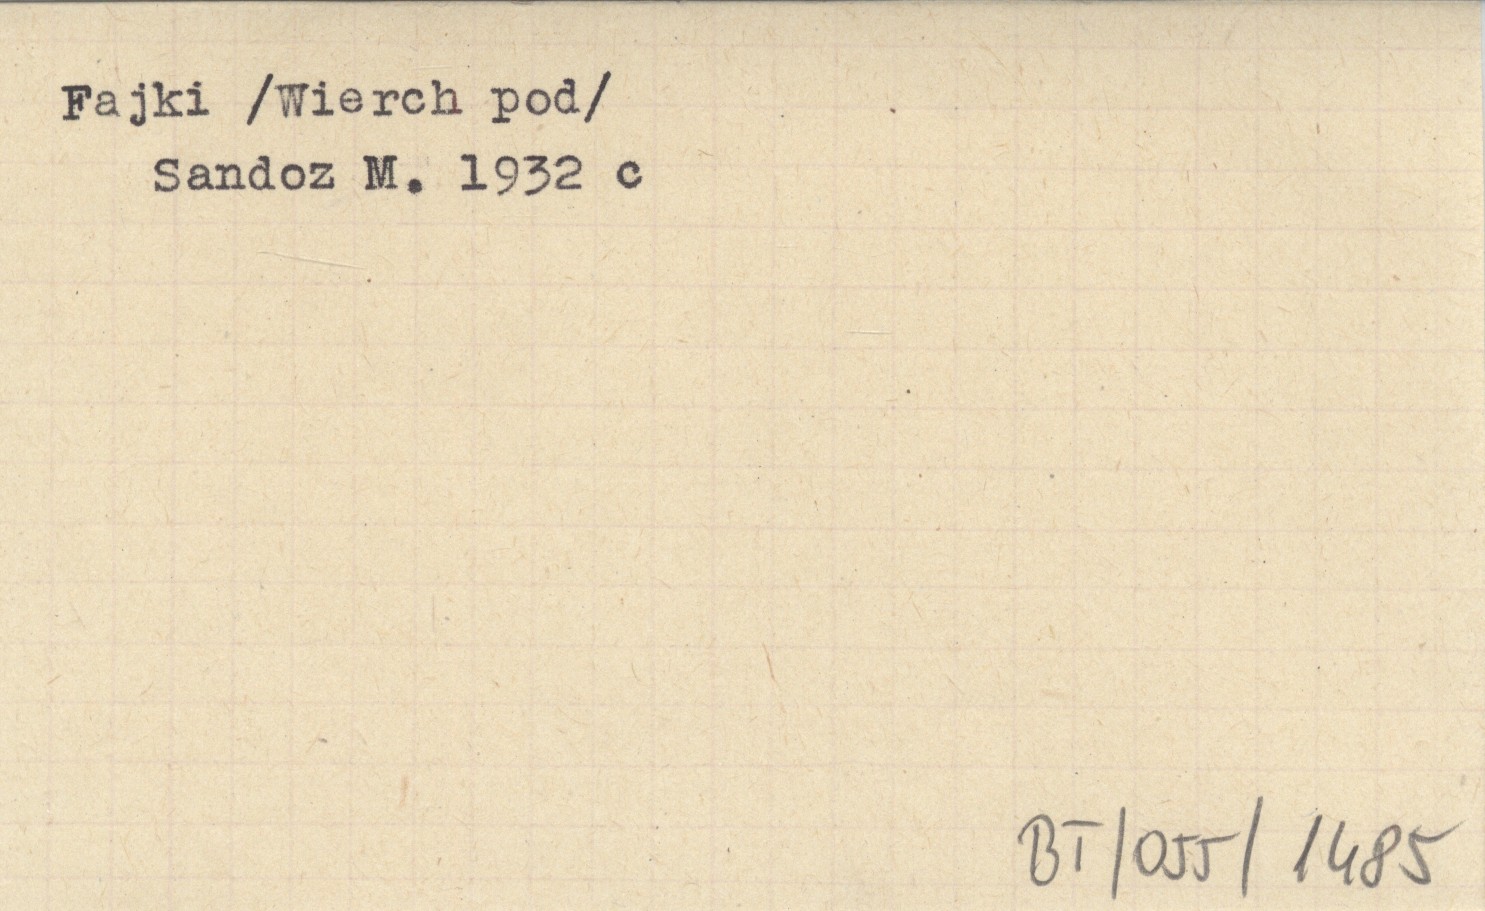 Fajki /Wierch pod/
Sandoz M. 1932 c
BT/055/1485